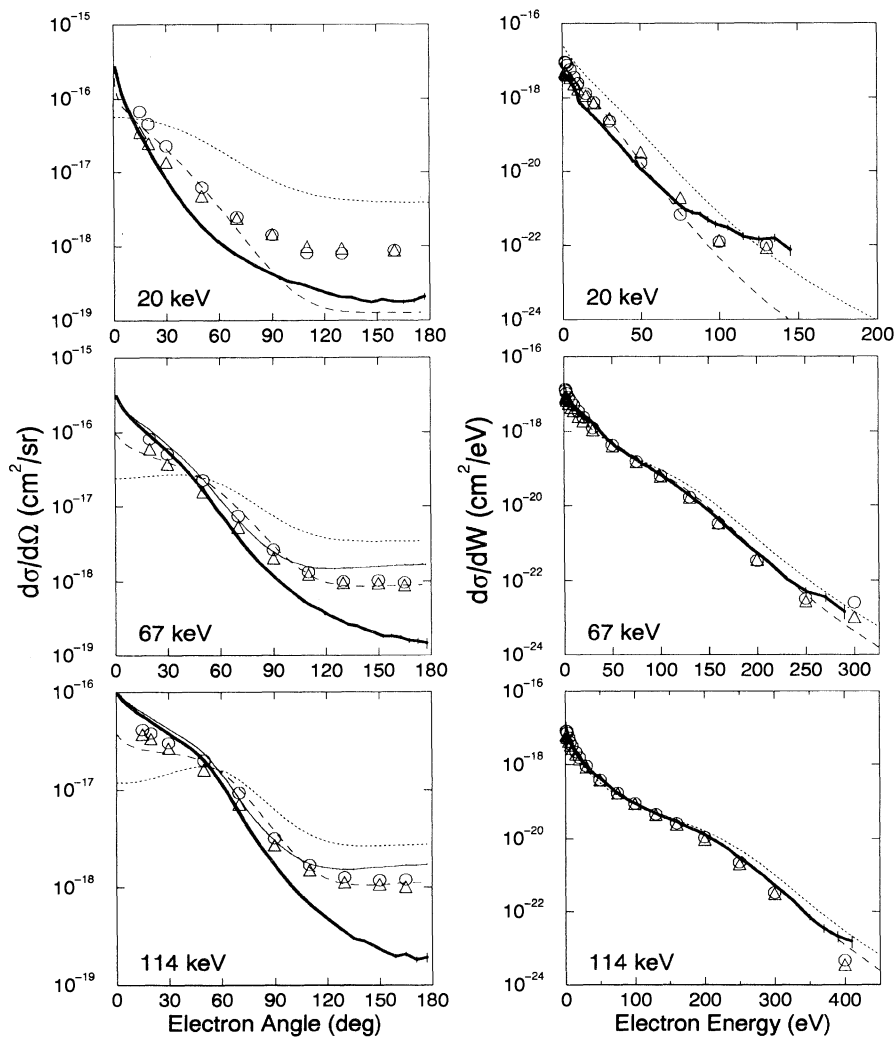 10⁻¹⁵
10⁻¹⁶
10⁻¹⁷
10⁻¹⁸
10⁻¹⁹
20 keV
0 30 60 90 120 150 180
10⁻¹⁶
10⁻¹⁸
10⁻²⁰
10⁻²²
10⁻²⁴
20 keV
0 50 100 150 200
dσ/dΩ (cm²/sr)
10⁻¹⁵
10⁻¹⁶
10⁻¹⁷
10⁻¹⁸
10⁻¹⁹
67 keV
0 30 60 90 120 150 180
dσ/dW (cm²/eV)
10⁻¹⁶
10⁻¹⁸
10⁻²⁰
10⁻²²
10⁻²⁴
67 keV
0 50 100 150 200 250 300
10⁻¹⁶
10⁻¹⁷
10⁻¹⁸
10⁻¹⁹
114 keV
0 30 60 90 120 150 180
Electron Angle (deg)
10⁻¹⁶
10⁻¹⁸
10⁻²⁰
10⁻²²
10⁻²⁴
114 keV
0 100 200 300 400
Electron Energy (eV)